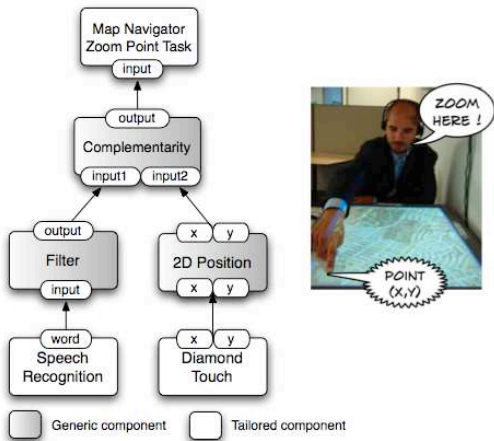 Map Navigator
Zoom Point Task
input
output
Complementarity
input1 input2
output
Filter
input
x y
2D Position
x y
word
Speech
Recognition
x y
Diamond
Touch
Generic component
Tailored component
ZOOM
HERE !
POINT
(X,Y)